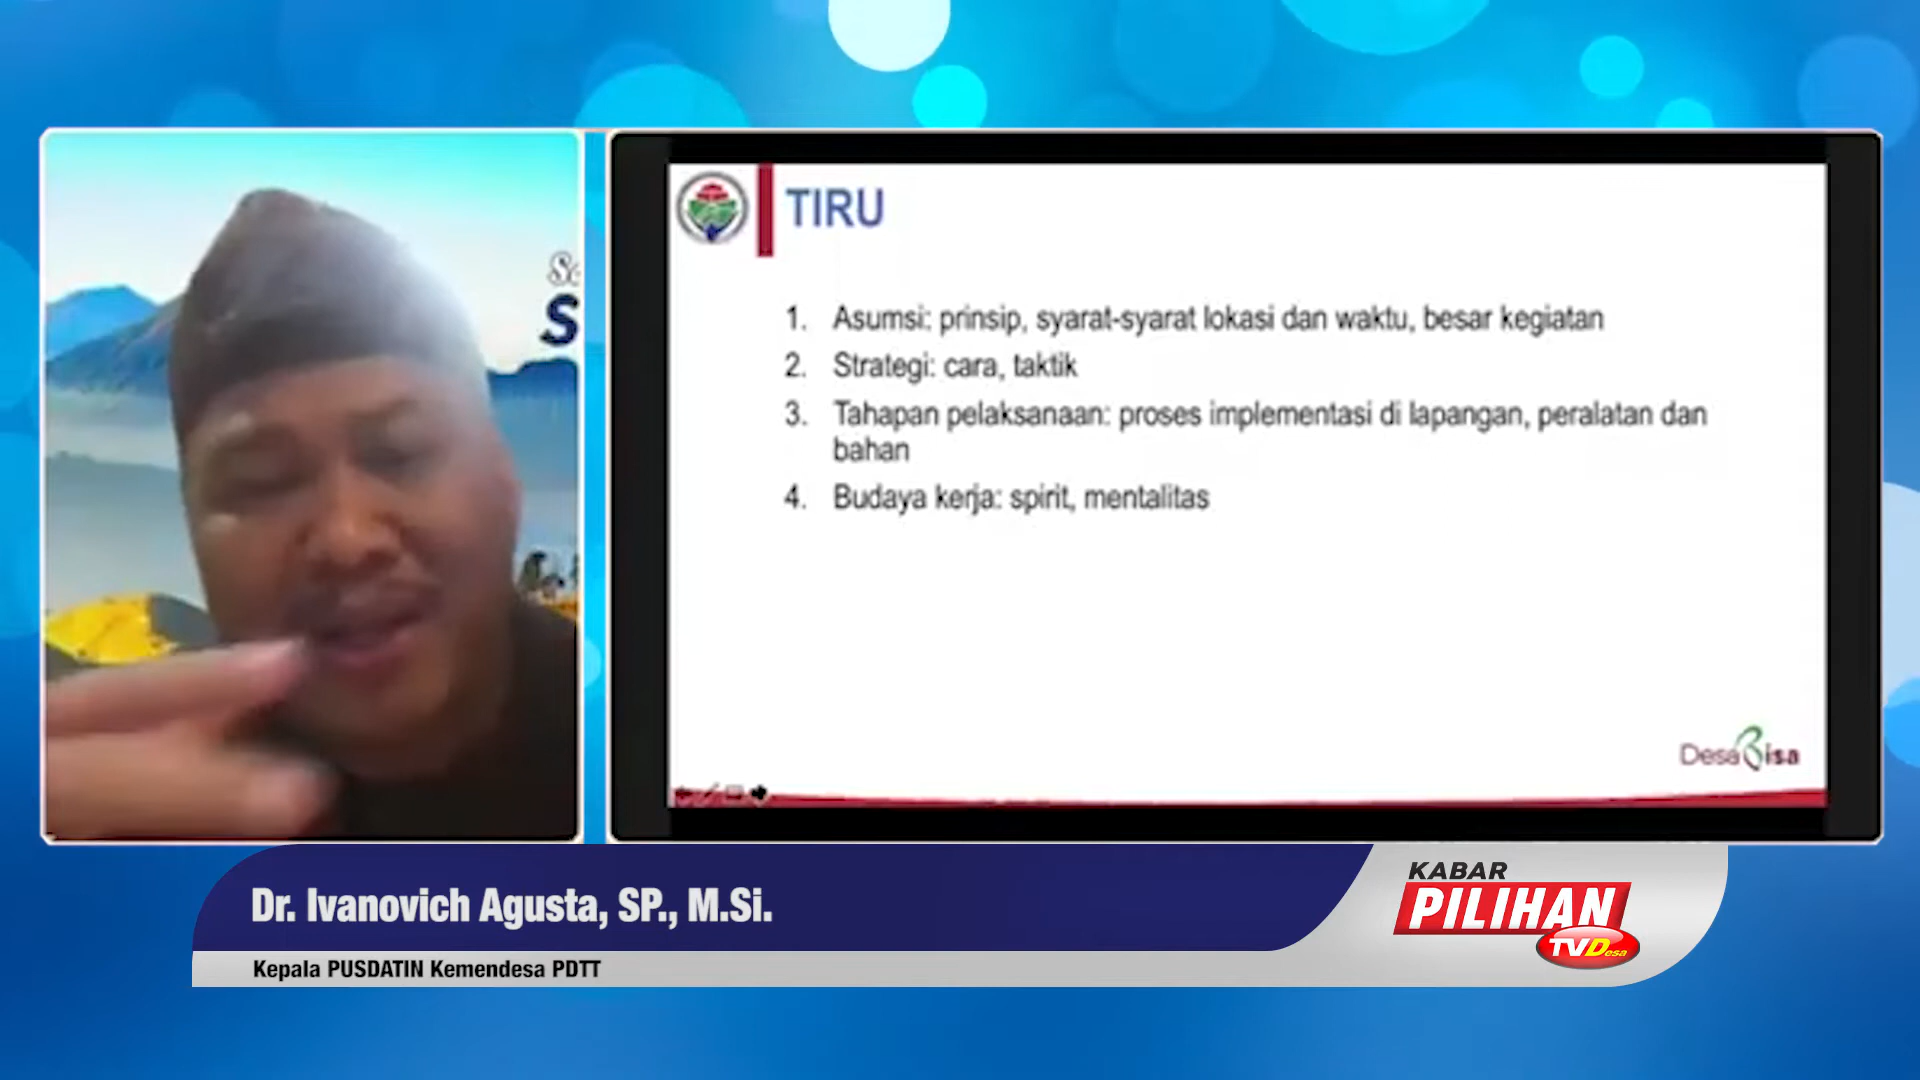 TIRU
1. Asumsi: prinsip, syarat-syarat lokasi dan waktu, besar kegiatan
2. Strategi: cara, taktik
3. Tahapan pelaksanaan: proses implementasi di lapangan, peralatan dan
bahan
4. Budaya kerja: spirit, mentalitas
DesaBisa
Dr. Ivanovich Agusta, SP., M.Si.
Kepala PUSDATIN Kemendesa PDTT
KABAR
PILIHAN
TVDesa